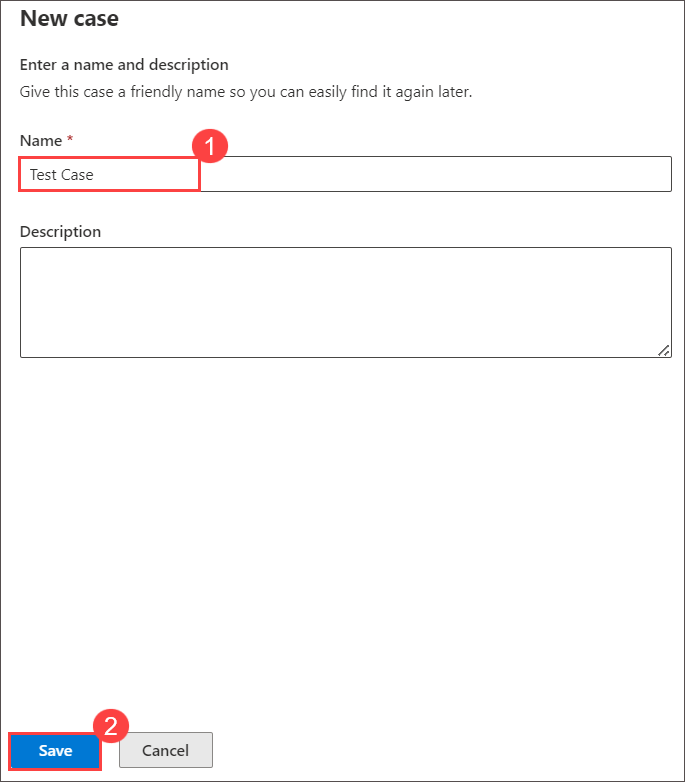 New case
Enter a name and description
Give this case a friendly name so you can easily find it again later.
Name *
1
Test Case
Description
2
Save
Cancel